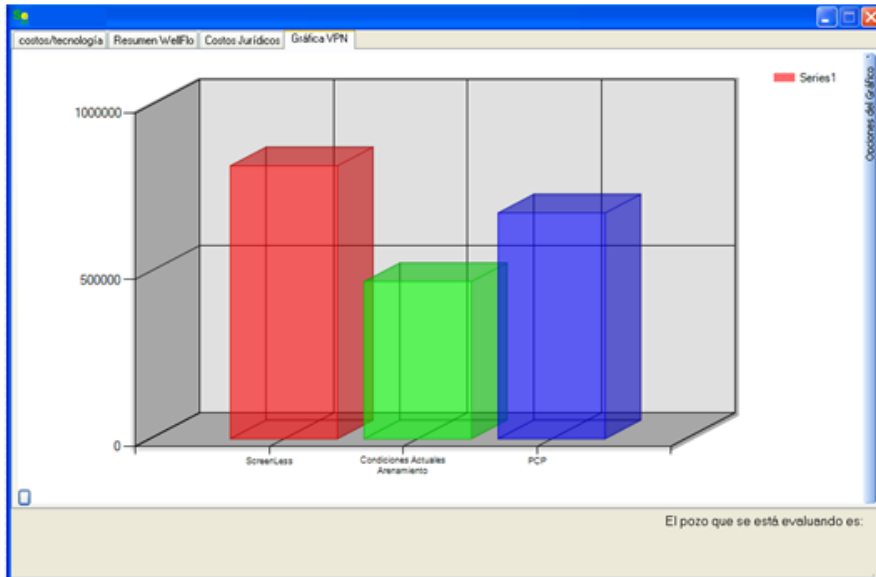 costos/tecnología
Resumen WellFlo
Costos Jurídicos
Gráfica VPN
Series1
Opciones del Gráfico
1000000
500000
0
ScreenLess
Condiciones Actuales
Arenamiento
PCP
El pozo que se está evaluando es: